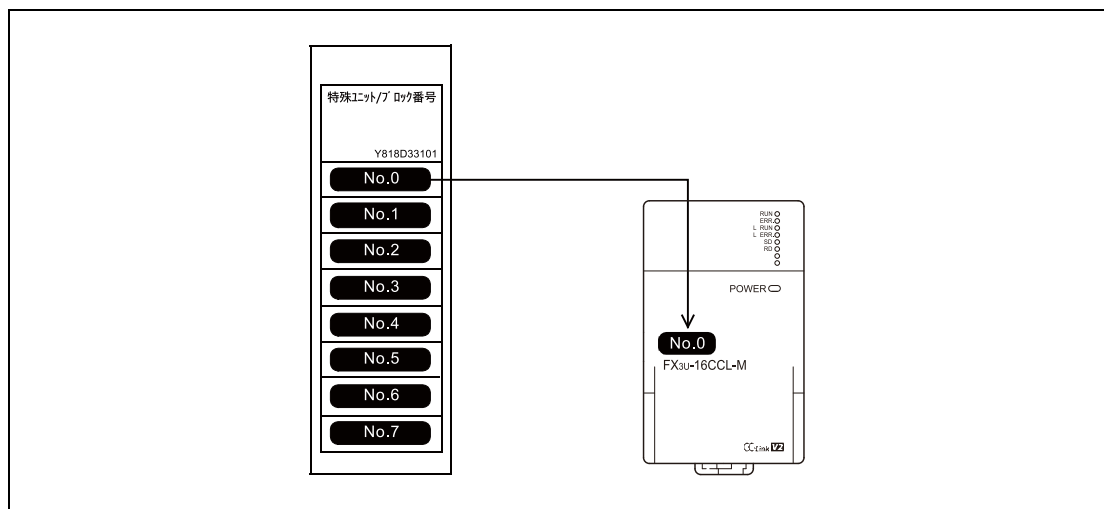 特殊ユニット/ブロック番号
Y818D33101
No.0
No.1
No.2
No.3
No.4
No.5
No.6
No.7
RUN
ERR.
L RUN
L ERR.
SD
RD
POWER
No.0
FX3U-16CCL-M
CC-Link V2